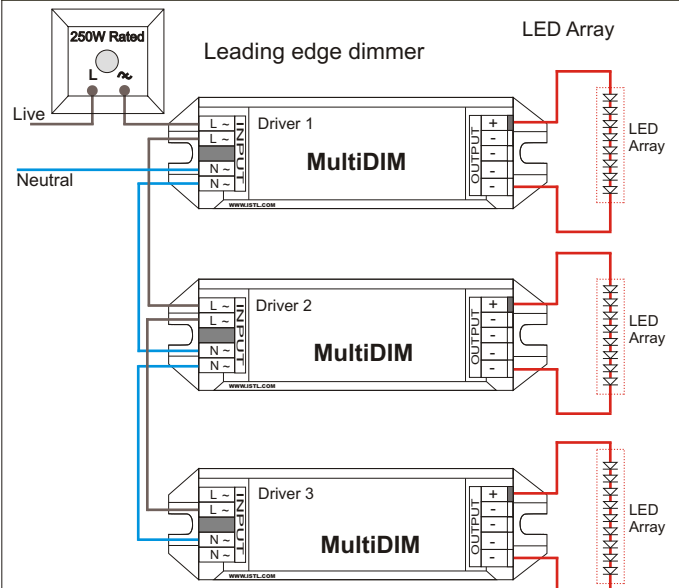 250W Rated
L ~
Leading edge dimmer
LED Array
Live
Neutral
L ~
L ~
N ~
N ~
INPUT
Driver 1
MultiDIM
WWW.ISTL.COM
OUTPUT
+
-
-
-
-
LED
Array
L ~
L ~
N ~
N ~
INPUT
Driver 2
MultiDIM
WWW.ISTL.COM
OUTPUT
+
-
-
-
-
LED
Array
L ~
L ~
N ~
N ~
INPUT
Driver 3
MultiDIM
WWW.ISTL.COM
OUTPUT
+
-
-
-
-
LED
Array